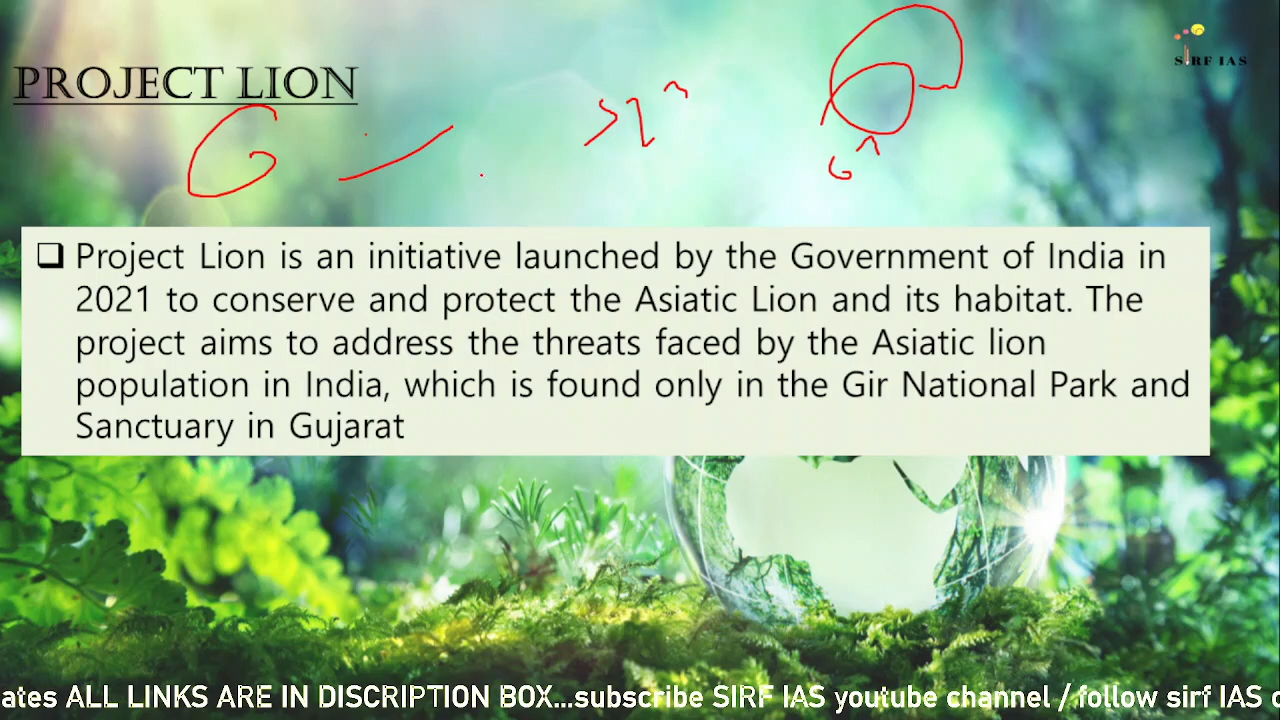 PROJECT LION
SIRF IAS
❑ Project Lion is an initiative launched by the Government of India in
2021 to conserve and protect the Asiatic Lion and its habitat. The
project aims to address the threats faced by the Asiatic lion
population in India, which is found only in the Gir National Park and
Sanctuary in Gujarat
ates ALL LINKS ARE IN DISCRIPTION BOX...subscribe SIRF IAS youtube channel / follow sirf IAS